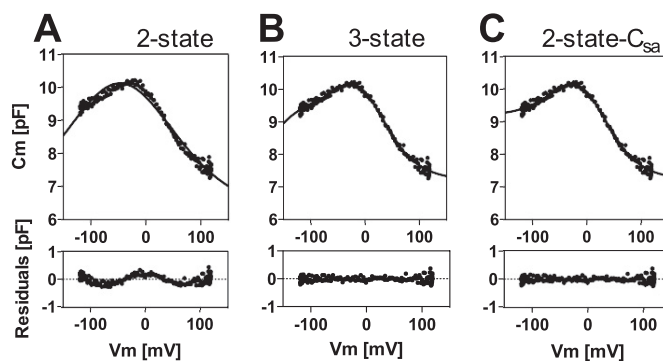 A 2-state B 3-state C 2-state-Csa
11 11 11
10 10 10
9 9 9
8 8 8
7 7 7
6 6 6
Cm [pF]
-100 0 100 -100 0 100 -100 0 100
1 1 1
0 0 0
-1 -1 -1
Residuals [pF]
-100 0 100 -100 0 100 -100 0 100
Vm [mV] Vm [mV] Vm [mV]